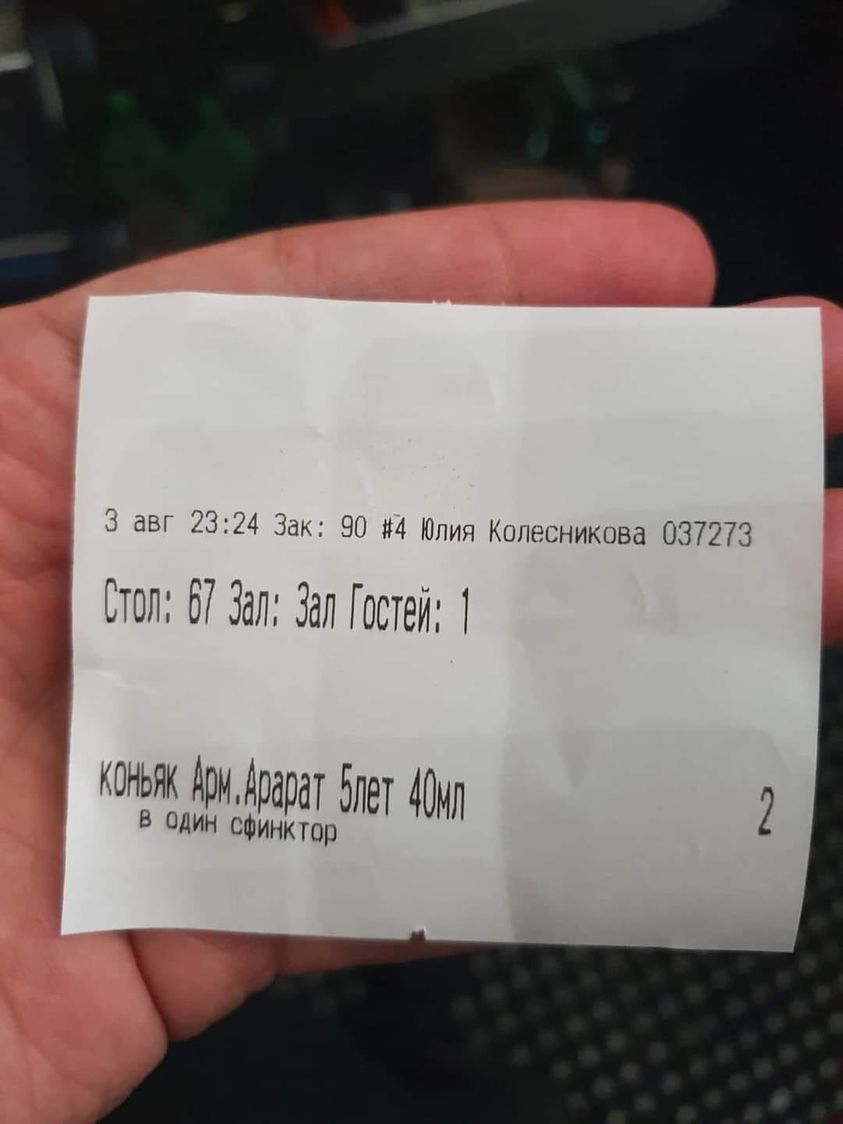 3 авг 23:24 Зак: 90 #4 Юлия Колесникова 037273
Стол: 67 Зал: Зал Гостей: 1
коньяк Арм.Арарат 5лет 40мл 2
в один сфинктор